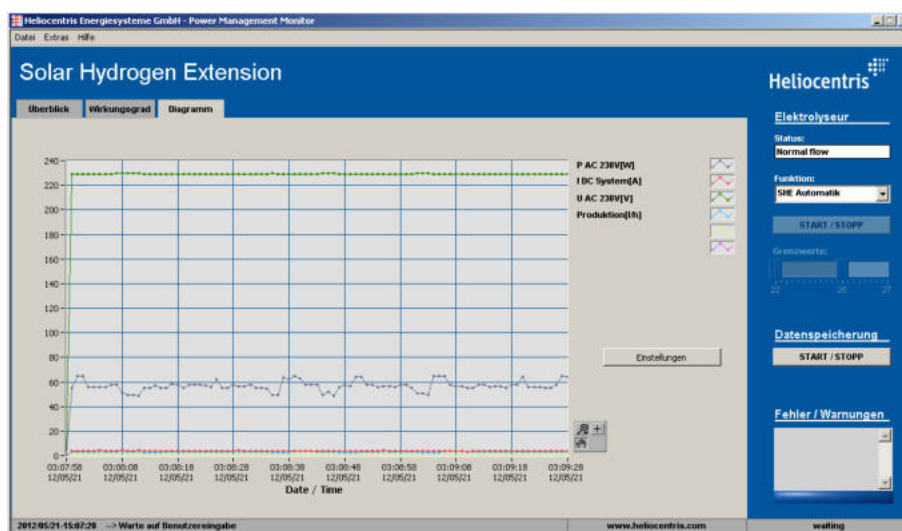 Heliocentris Energiesysteme GmbH - Power Management Monitor
Datei Extras Hilfe
Solar Hydrogen Extension
Heliocentris
Überblick Wirkungsgrad Diagramm
Elektrolyseur
Status:
Normal flow
Funktion:
SHE Automatik
START / STOPP
Grenzwerte:
22 25 27
Datenspeicherung
START / STOPP
Fehler / Warnungen
P AC 230V[W]
I DC System[A]
U AC 230V[V]
Produktion[l/h]
Einstellungen
240
220
200
180
160
140
120
100
80
60
40
20
0
03:07:58 03:08:08 03:08:18 03:08:28 03:08:38 03:08:48 03:08:58 03:09:08 03:09:18 03:09:28
12/05/21 12/05/21 12/05/21 12/05/21 12/05/21 12/05/21 12/05/21 12/05/21 12/05/21 12/05/21
Date / Time
2012/05/21-15:07:28 --> Warte auf Benutzereingabe
www.heliocentris.com
waiting